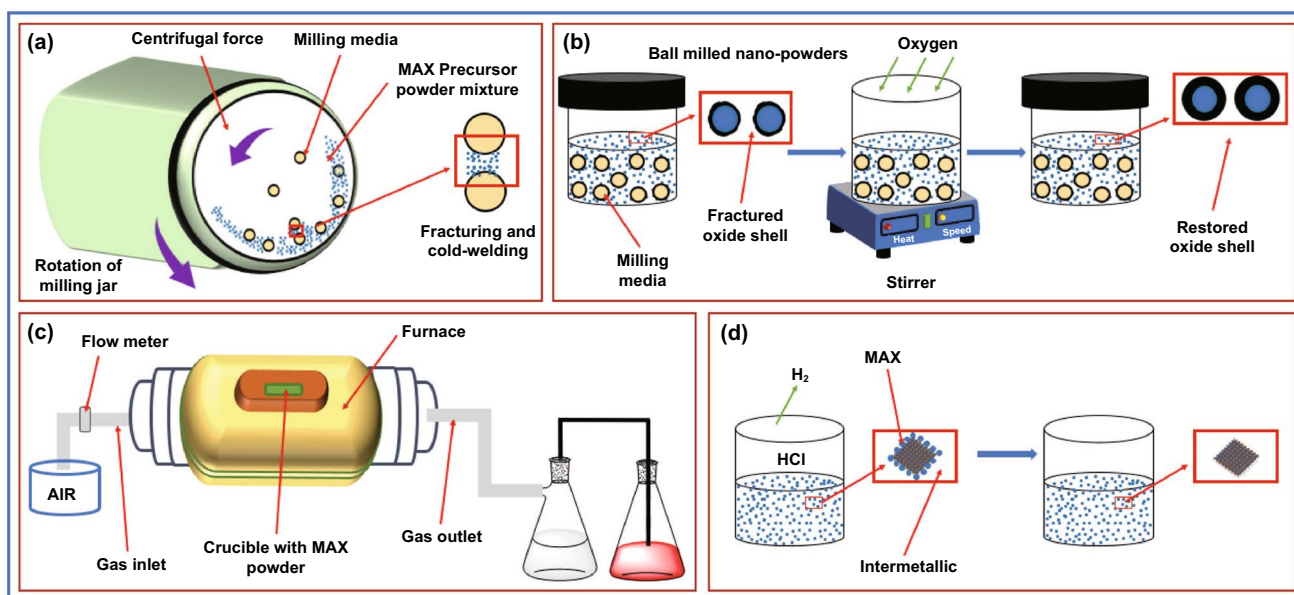 (a)
Centrifugal force
Milling media
MAX Precursor
powder mixture
Fracturing and
cold-welding
Rotation of
milling jar
(b)
Ball milled nano-powders
Oxygen
Fractured
oxide shell
Milling
media
Heat
Speed
Stirrer
Restored
oxide shell
(c)
Flow meter
Furnace
AIR
Gas inlet
Crucible with MAX
powder
Gas outlet
(d)
H₂
MAX
HCl
Intermetallic